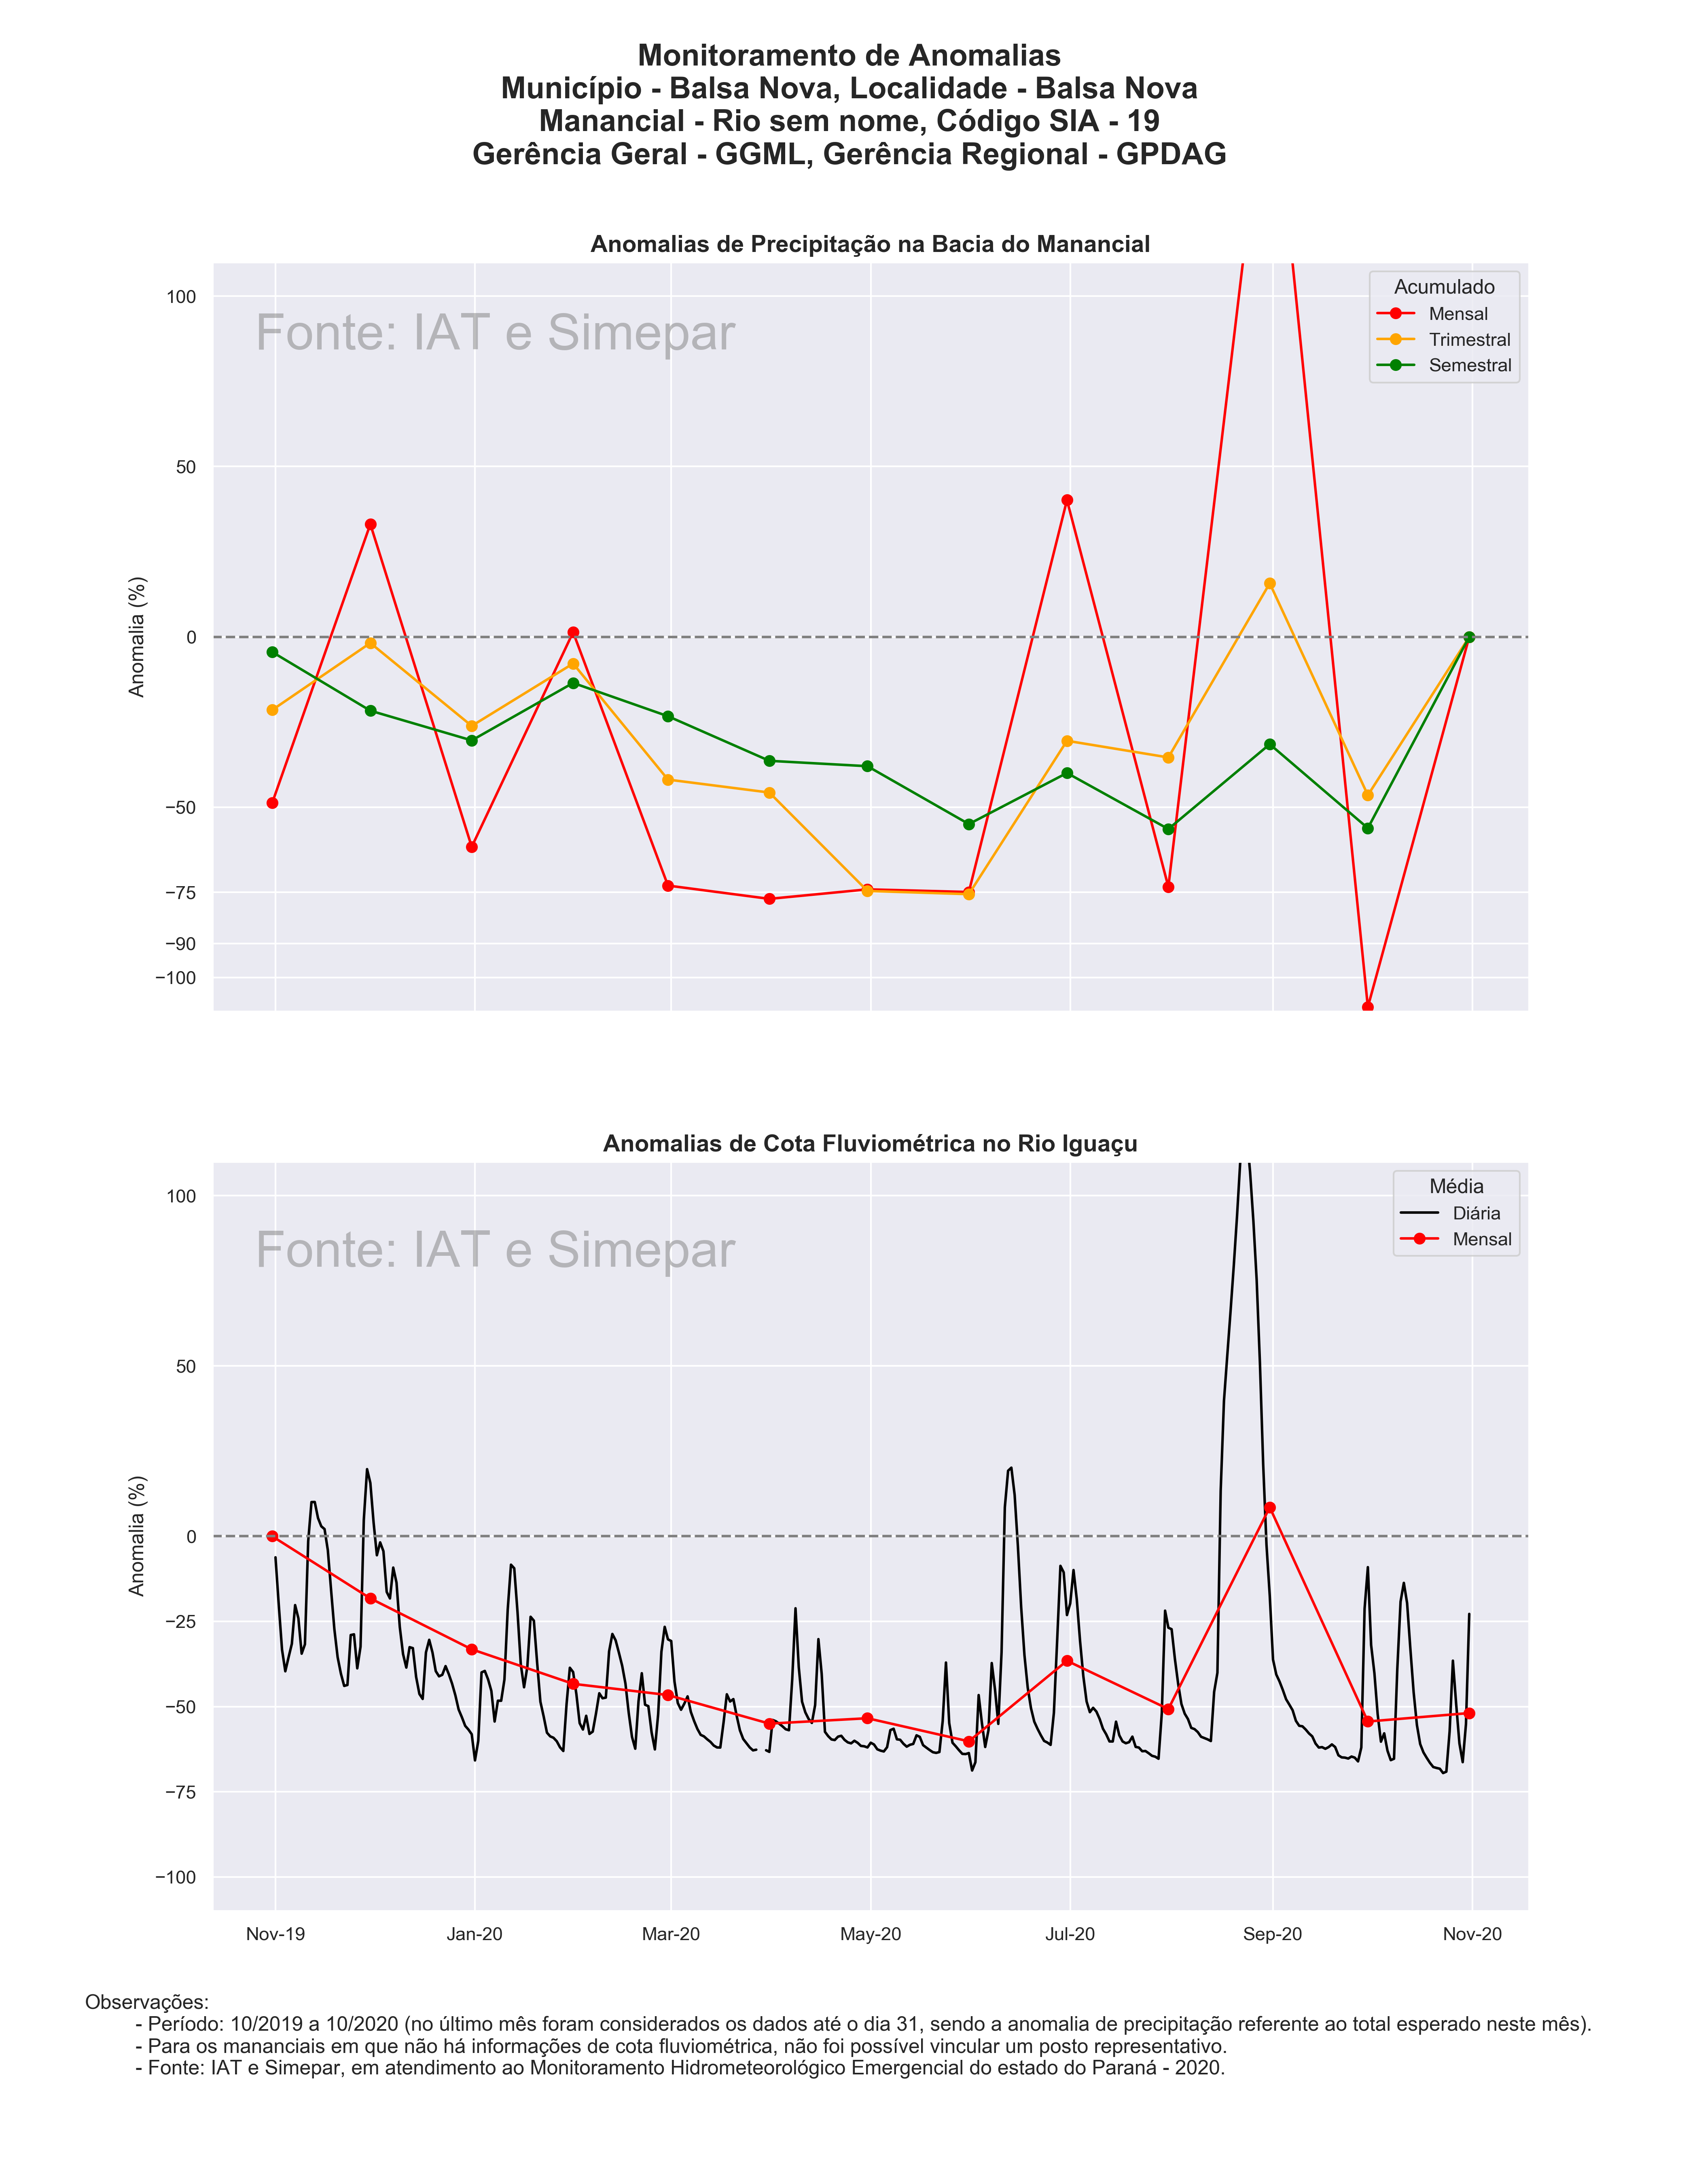 Monitoramento de Anomalias
Município - Balsa Nova, Localidade - Balsa Nova
Manancial - Rio sem nome, Código SIA - 19
Gerência Geral - GGML, Gerência Regional - GPDAG
Anomalias de Precipitação na Bacia do Manancial
Fonte: IAT e Simepar
Acumulado
Mensal
Trimestral
Semestral
Anomalia (%)
100
50
0
−50
−75
−90
−100
Anomalias de Cota Fluviométrica no Rio Iguaçu
Fonte: IAT e Simepar
Média
Diária
Mensal
Anomalia (%)
100
50
0
−25
−50
−75
−100
Nov-19 Jan-20 Mar-20 May-20 Jul-20 Sep-20 Nov-20
Observações:
- Período: 10/2019 a 10/2020 (no último mês foram considerados os dados até o dia 31, sendo a anomalia de precipitação referente ao total esperado neste mês).
- Para os mananciais em que não há informações de cota fluviométrica, não foi possível vincular um posto representativo.
- Fonte: IAT e Simepar, em atendimento ao Monitoramento Hidrometeorológico Emergencial do estado do Paraná - 2020.